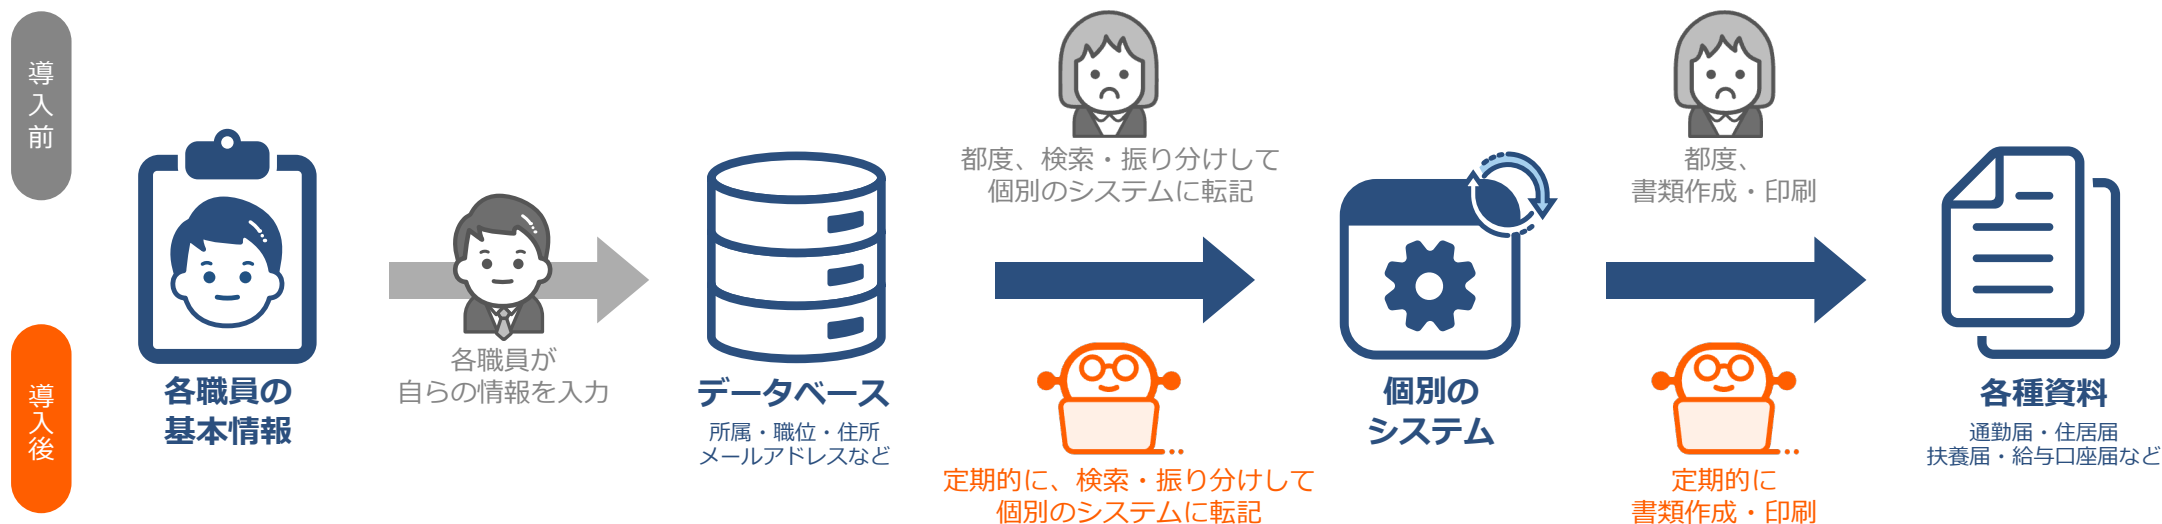 導入前
導入後
各職員の
基本情報
各職員が
自らの情報を入力
データベース
所属・職位・住所
メールアドレスなど
都度、検索・振り分けして
個別のシステムに転記
定期的に、検索・振り分けして
個別のシステムに転記
個別の
システム
都度、
書類作成・印刷
定期的に
書類作成・印刷
各種資料
通勤届・住居届
扶養届・給与口座届など